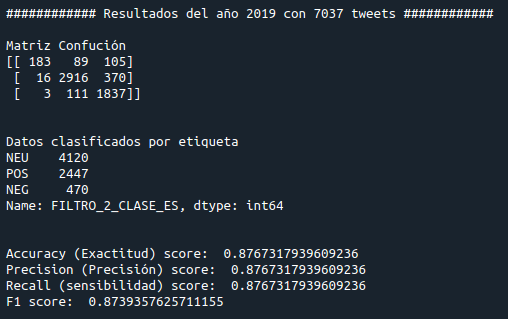 ############ Resultados del año 2019 con 7037 tweets ############
Matriz Confución
[[ 183 89 105]
[ 16 2916 370]
[ 3 111 1837]]
Datos clasificados por etiqueta
NEU 4120
POS 2447
NEG 470
Name: FILTRO_2_CLASE_ES, dtype: int64
Accuracy (Exactitud) score: 0.8767317939609236
Precision (Precisión) score: 0.8767317939609236
Recall (sensibilidad) score: 0.8767317939609236
F1 score: 0.8739357625711155